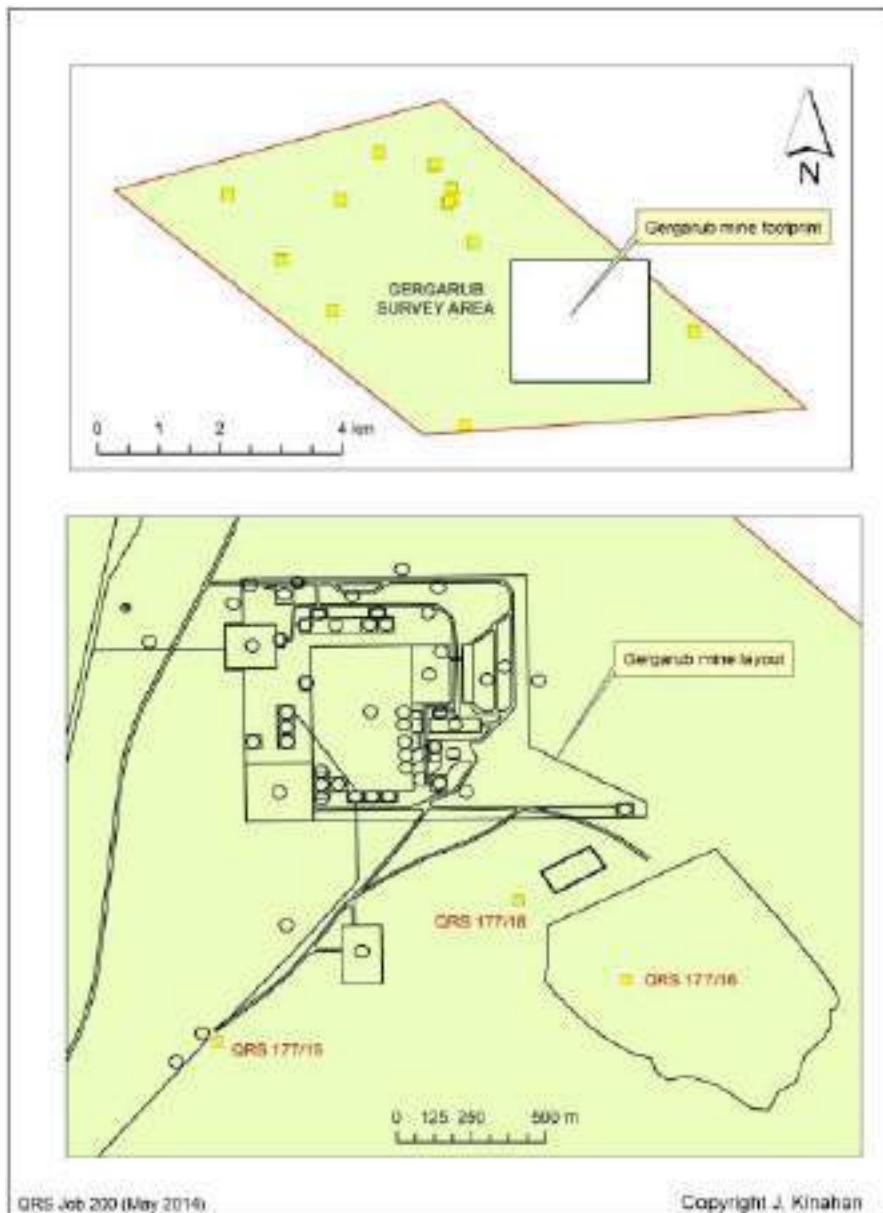 N
Gergarub mine footprint
GERGARUB
SURVEY AREA
0 2 4 km
Gergarub mine layout
QRS 177/18
QRS 177/16
QRS 177/15
0 125 250 500 m
QRS Job 200 (May 2014)
Copyright J. Kinahan